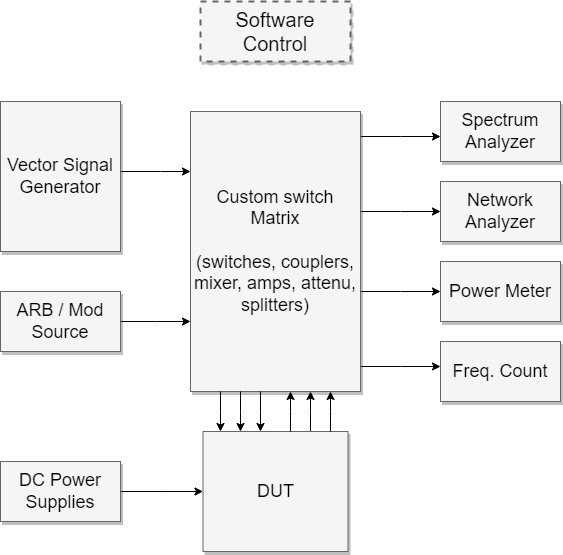 Software
Control
Vector Signal
Generator
Custom switch
Matrix
(switches, couplers,
mixer, amps, attenu,
splitters)
Spectrum
Analyzer
Network
Analyzer
ARB / Mod
Source
Power Meter
Freq. Count
DC Power
Supplies
DUT